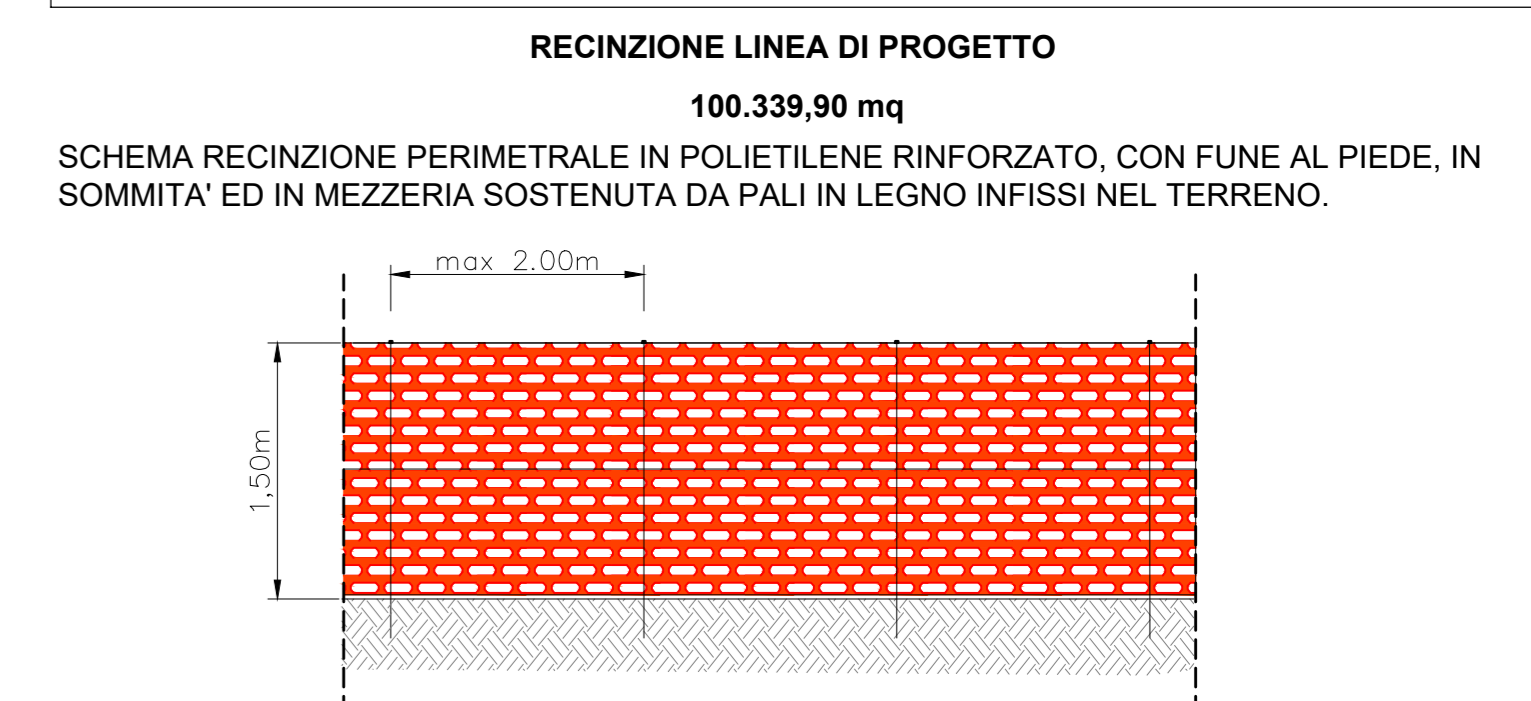 RECINZIONE LINEA DI PROGETTO
100.339,90 mq
SCHEMA RECINZIONE PERIMETRALE IN POLIETILENE RINFORZATO, CON FUNE AL PIEDE, IN
SOMMITA' ED IN MEZZERIA SOSTENUTA DA PALI IN LEGNO INFISSI NEL TERRENO.
max 2.00m
1,50m